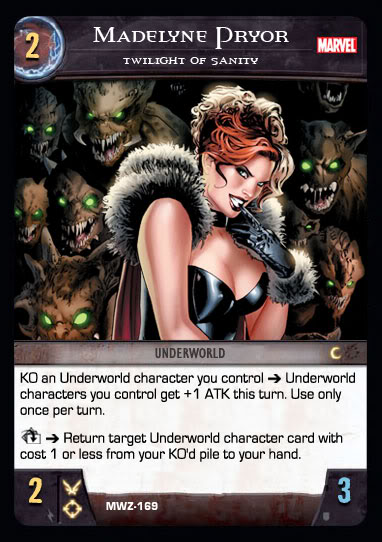 2
MADELYNE PRYOR
TWILIGHT OF SANITY
MARVEL
UNDERWORLD
C
KO an Underworld character you control ➔ Underworld
characters you control get +1 ATK this turn. Use only
once per turn.
➔ Return target Underworld character card with
cost 1 or less from your KO'd pile to your hand.
2
MWZ-169
3